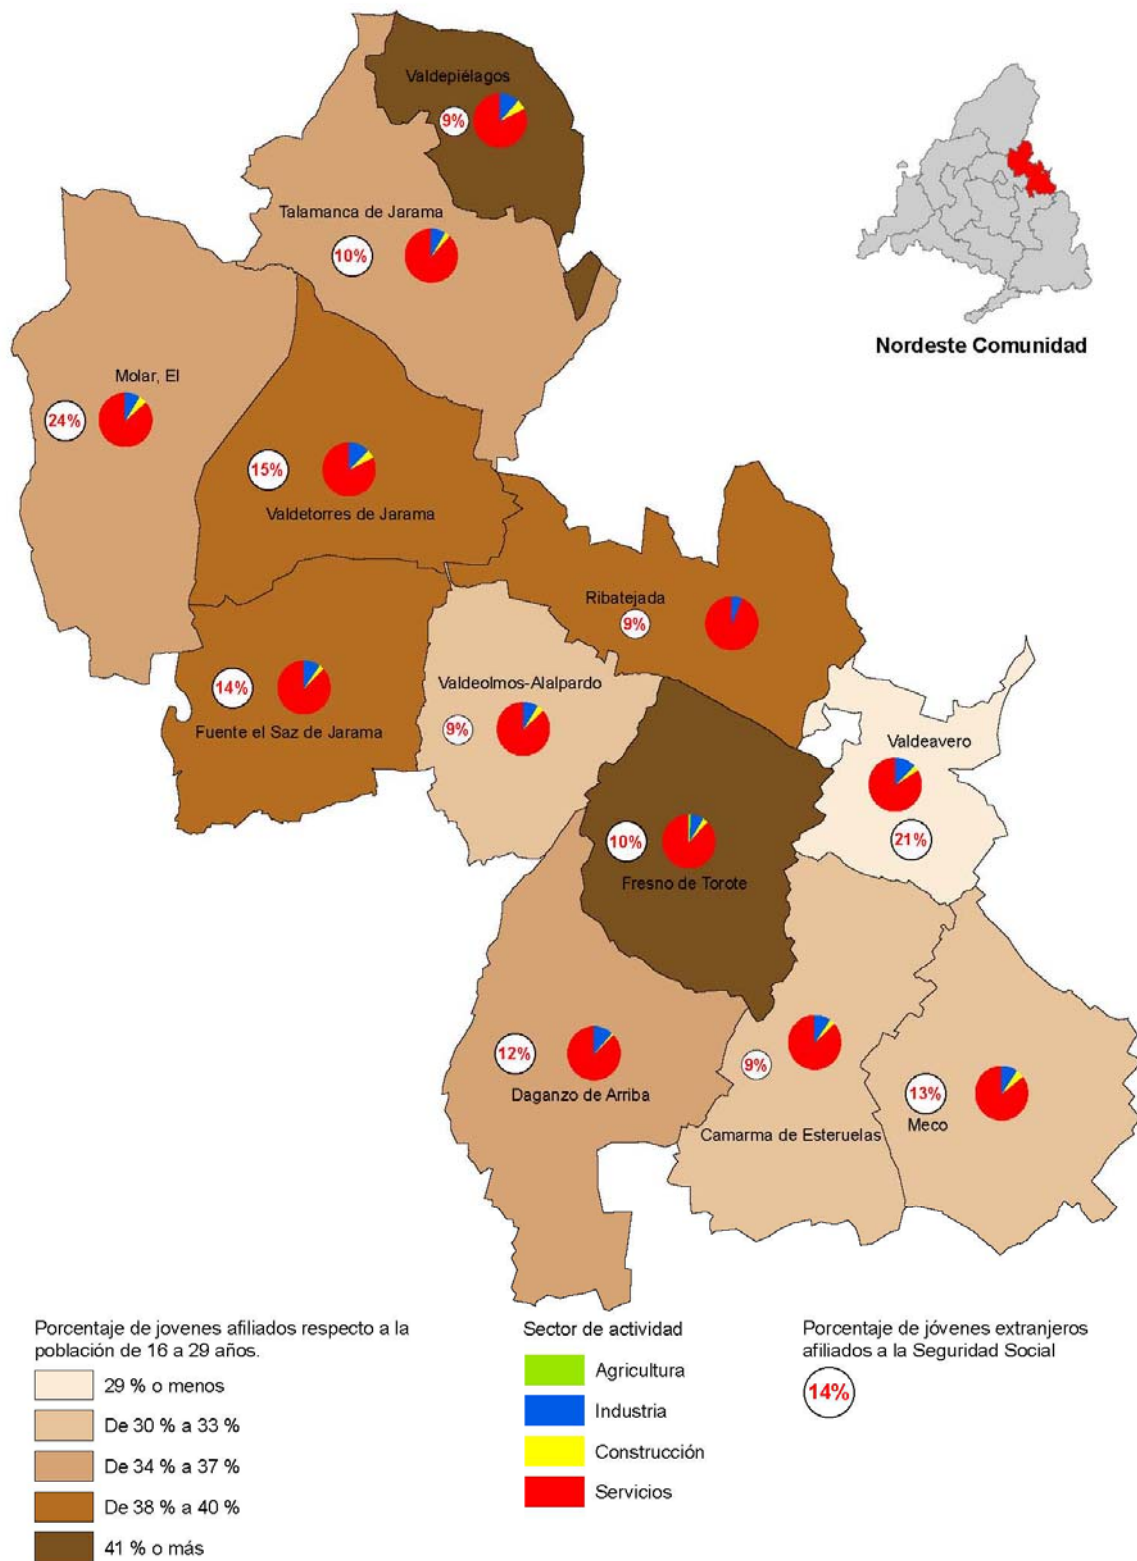 Valdepiélagos
9%
Talamanca de Jarama
10%
Nordeste Comunidad
Molar, El
24%
15%
Valdetorres de Jarama
Ribatejada
9%
14%
Fuente el Saz de Jarama
Valdeolmos-Alalpardo
9%
Valdeavero
21%
10%
Fresno de Torote
12%
Daganzo de Arriba
9%
Camarma de Esteruelas
13%
Meco
Porcentaje de jovenes afiliados respecto a la
población de 16 a 29 años.
29 % o menos
De 30 % a 33 %
De 34 % a 37 %
De 38 % a 40 %
41 % o más
Sector de actividad
Agricultura
Industria
Construcción
Servicios
Porcentaje de jóvenes extranjeros
afiliados a la Seguridad Social
14%